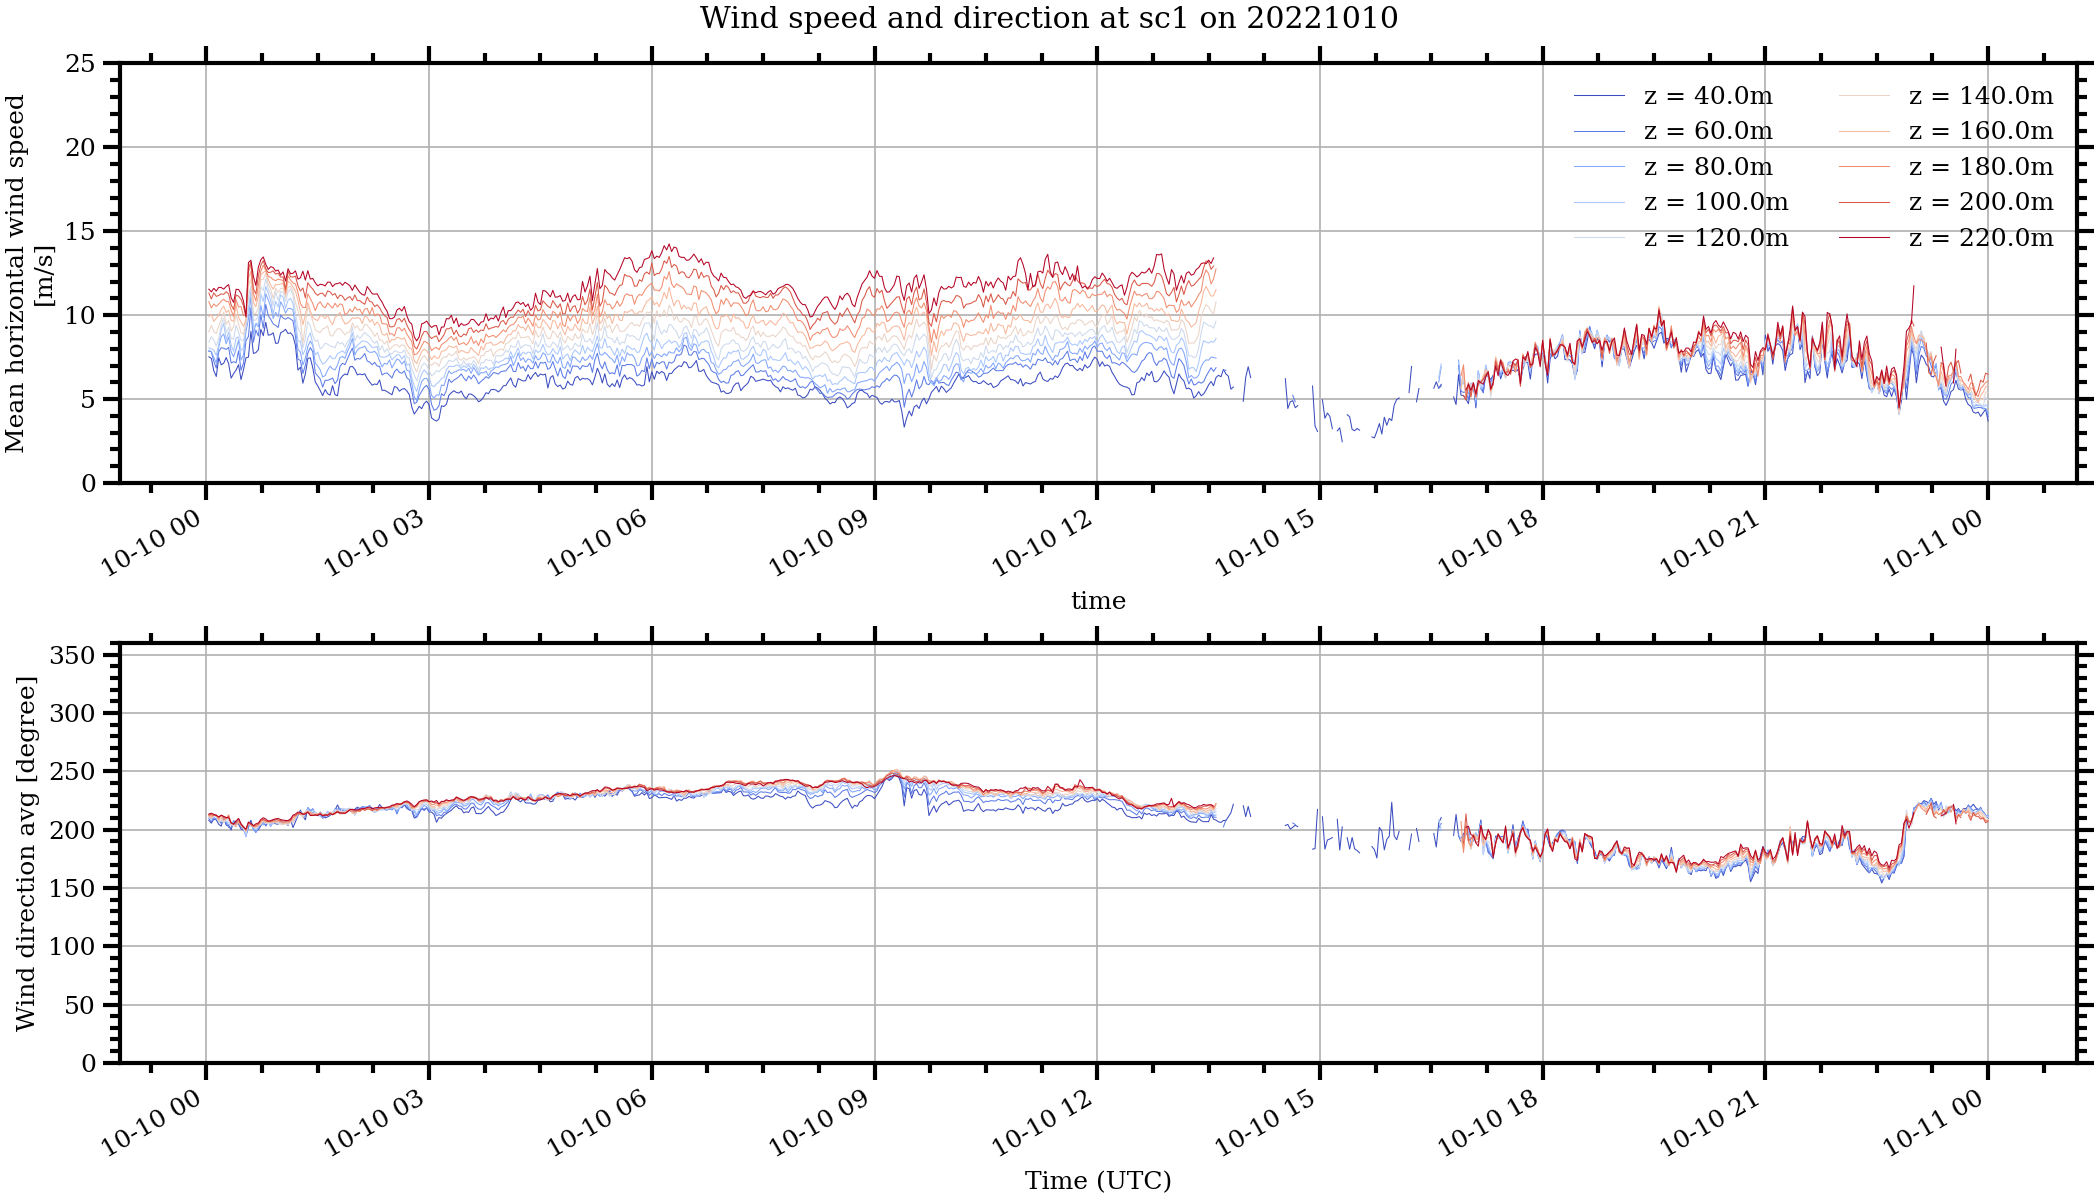 Wind speed and direction at sc1 on 20221010
Mean horizontal wind speed
[m/s]
25
20
15
10
5
0
z = 40.0m
z = 60.0m
z = 80.0m
z = 100.0m
z = 120.0m
z = 140.0m
z = 160.0m
z = 180.0m
z = 200.0m
z = 220.0m
10-10 00
10-10 03
10-10 06
10-10 09
10-10 12
10-10 15
10-10 18
10-10 21
10-11 00
time
Wind direction avg [degree]
350
300
250
200
150
100
50
0
10-10 00
10-10 03
10-10 06
10-10 09
10-10 12
10-10 15
10-10 18
10-10 21
10-11 00
Time (UTC)